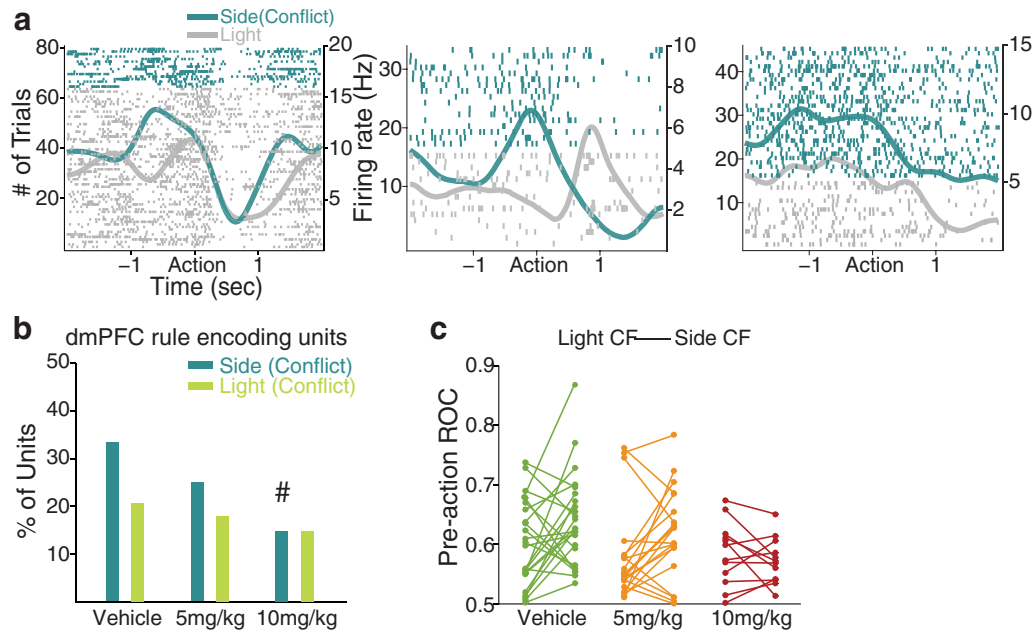 a
Side(Conflict)
Light
# of Trials
80
60
40
20
20
15
10
5
−1 Action 1
Time (sec)
Firing rate (Hz)
30
20
10
10
8
6
4
2
−1 Action 1
40
30
20
10
15
10
5
−1 Action 1
b
dmPFC rule encoding units
Side (Conflict)
Light (Conflict)
% of Units
50
40
30
20
10
#
Vehicle 5mg/kg 10mg/kg
c
Light CF Side CF
Pre-action ROC
0.9
0.8
0.7
0.6
0.5
Vehicle 5mg/kg 10mg/kg